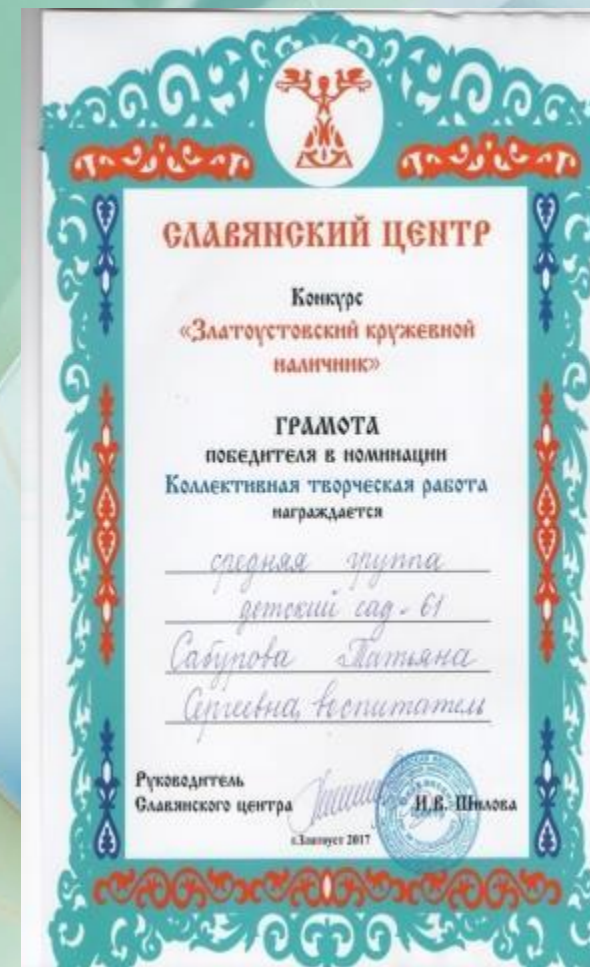 СЛАВЯНСКИЙ ЦЕНТР
Конкурс
«Златоустовский кружевной
наличник»
ГРАМОТА
победителя в номинации
Коллективная творческая работа
награждается
средняя группа
детский сад - 61
Сабурова Татьяна
Сергеевна, воспитатель
Руководитель
Славянского центра И.В. Шилова
г.Златоуст 2017